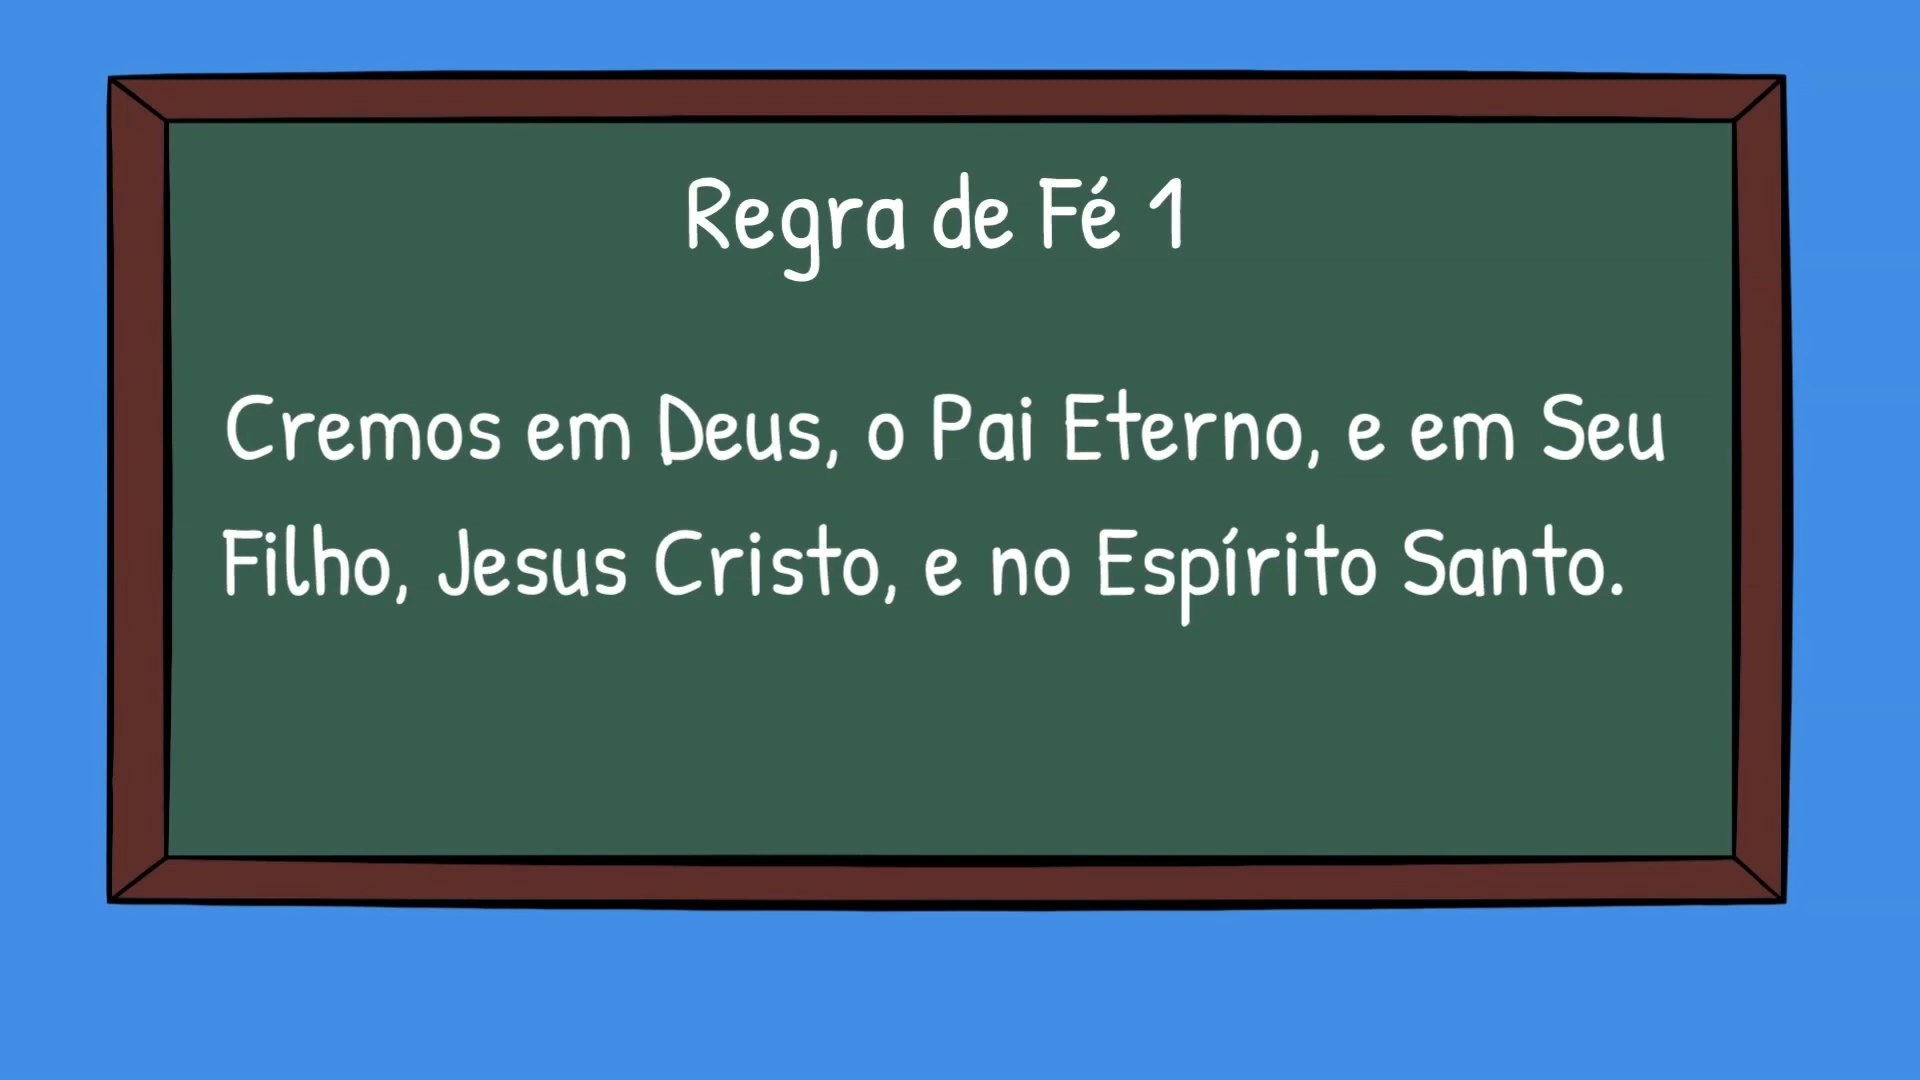 Regra de Fé 1
Cremos em Deus, o Pai Eterno, e em Seu
Filho, Jesus Cristo, e no Espírito Santo.